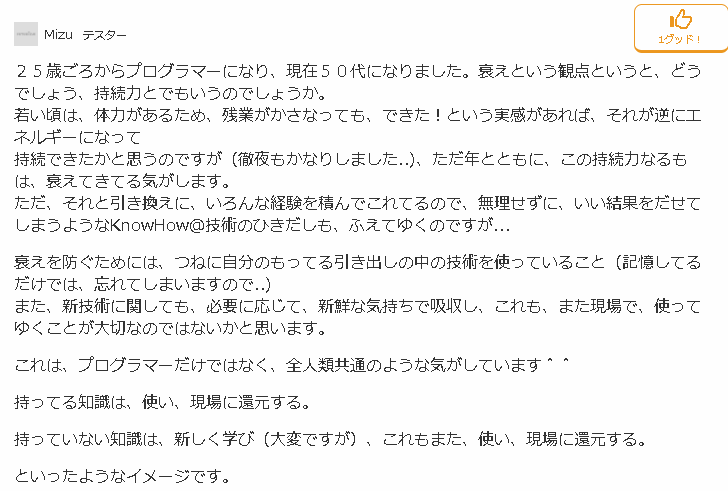 1グッド！
Mizu テスター
２５歳ごろからプログラマーになり、現在５０代になりました。衰えという観点というと、どう
でしょう、持続力とでもいうのでしょうか。
若い頃は、体力があるため、残業がかさなっても、できた！という実感があれば、それが逆にエ
ネルギーになって
持続できたかと思うのですが（徹夜もかなりしました..)、ただ年とともに、この持続力なるも
は、衰えてきてる気がします。
ただ、それと引き換えに、いろんな経験を積んでこれてるので、無理せずに、いい結果をだせて
しまうようなKnowHow@技術のひきだしも、ふえてゆくのですが...
衰えを防ぐためには、つねに自分のもってる引き出しの中の技術を使っていること（記憶してる
だけでは、忘れてしまいますので..)
また、新技術に関しても、必要に応じて、新鮮な気持ちで吸収し、これも、また現場で、使って
ゆくことが大切なのではないかと思います。
これは、プログラマーだけではなく、全人類共通のような気がしています＾＾
持ってる知識は、使い、現場に還元する。
持っていない知識は、新しく学び（大変ですが）、これもまた、使い、現場に還元する。
といったようなイメージです。